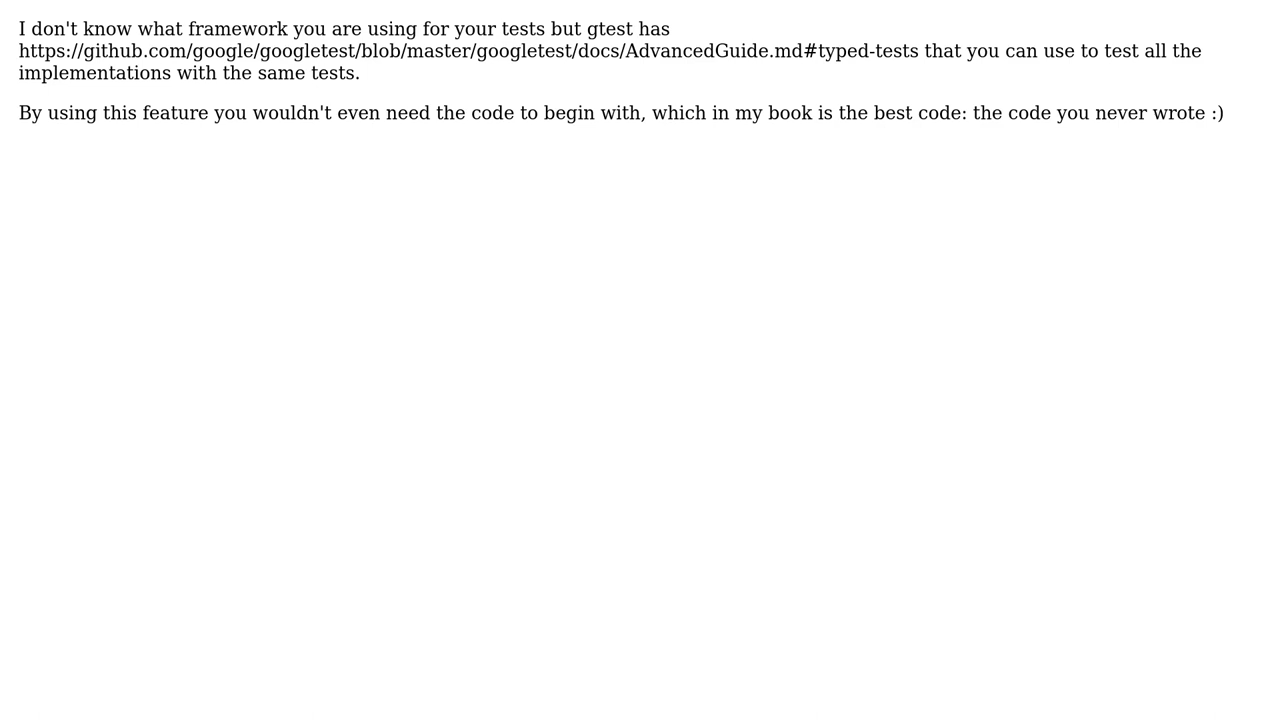 I don't know what framework you are using for your tests but gtest has
https://github.com/google/googletest/blob/master/googletest/docs/AdvancedGuide.md#typed-tests that you can use to test all the
implementations with the same tests.
By using this feature you wouldn't even need the code to begin with, which in my book is the best code: the code you never wrote :)